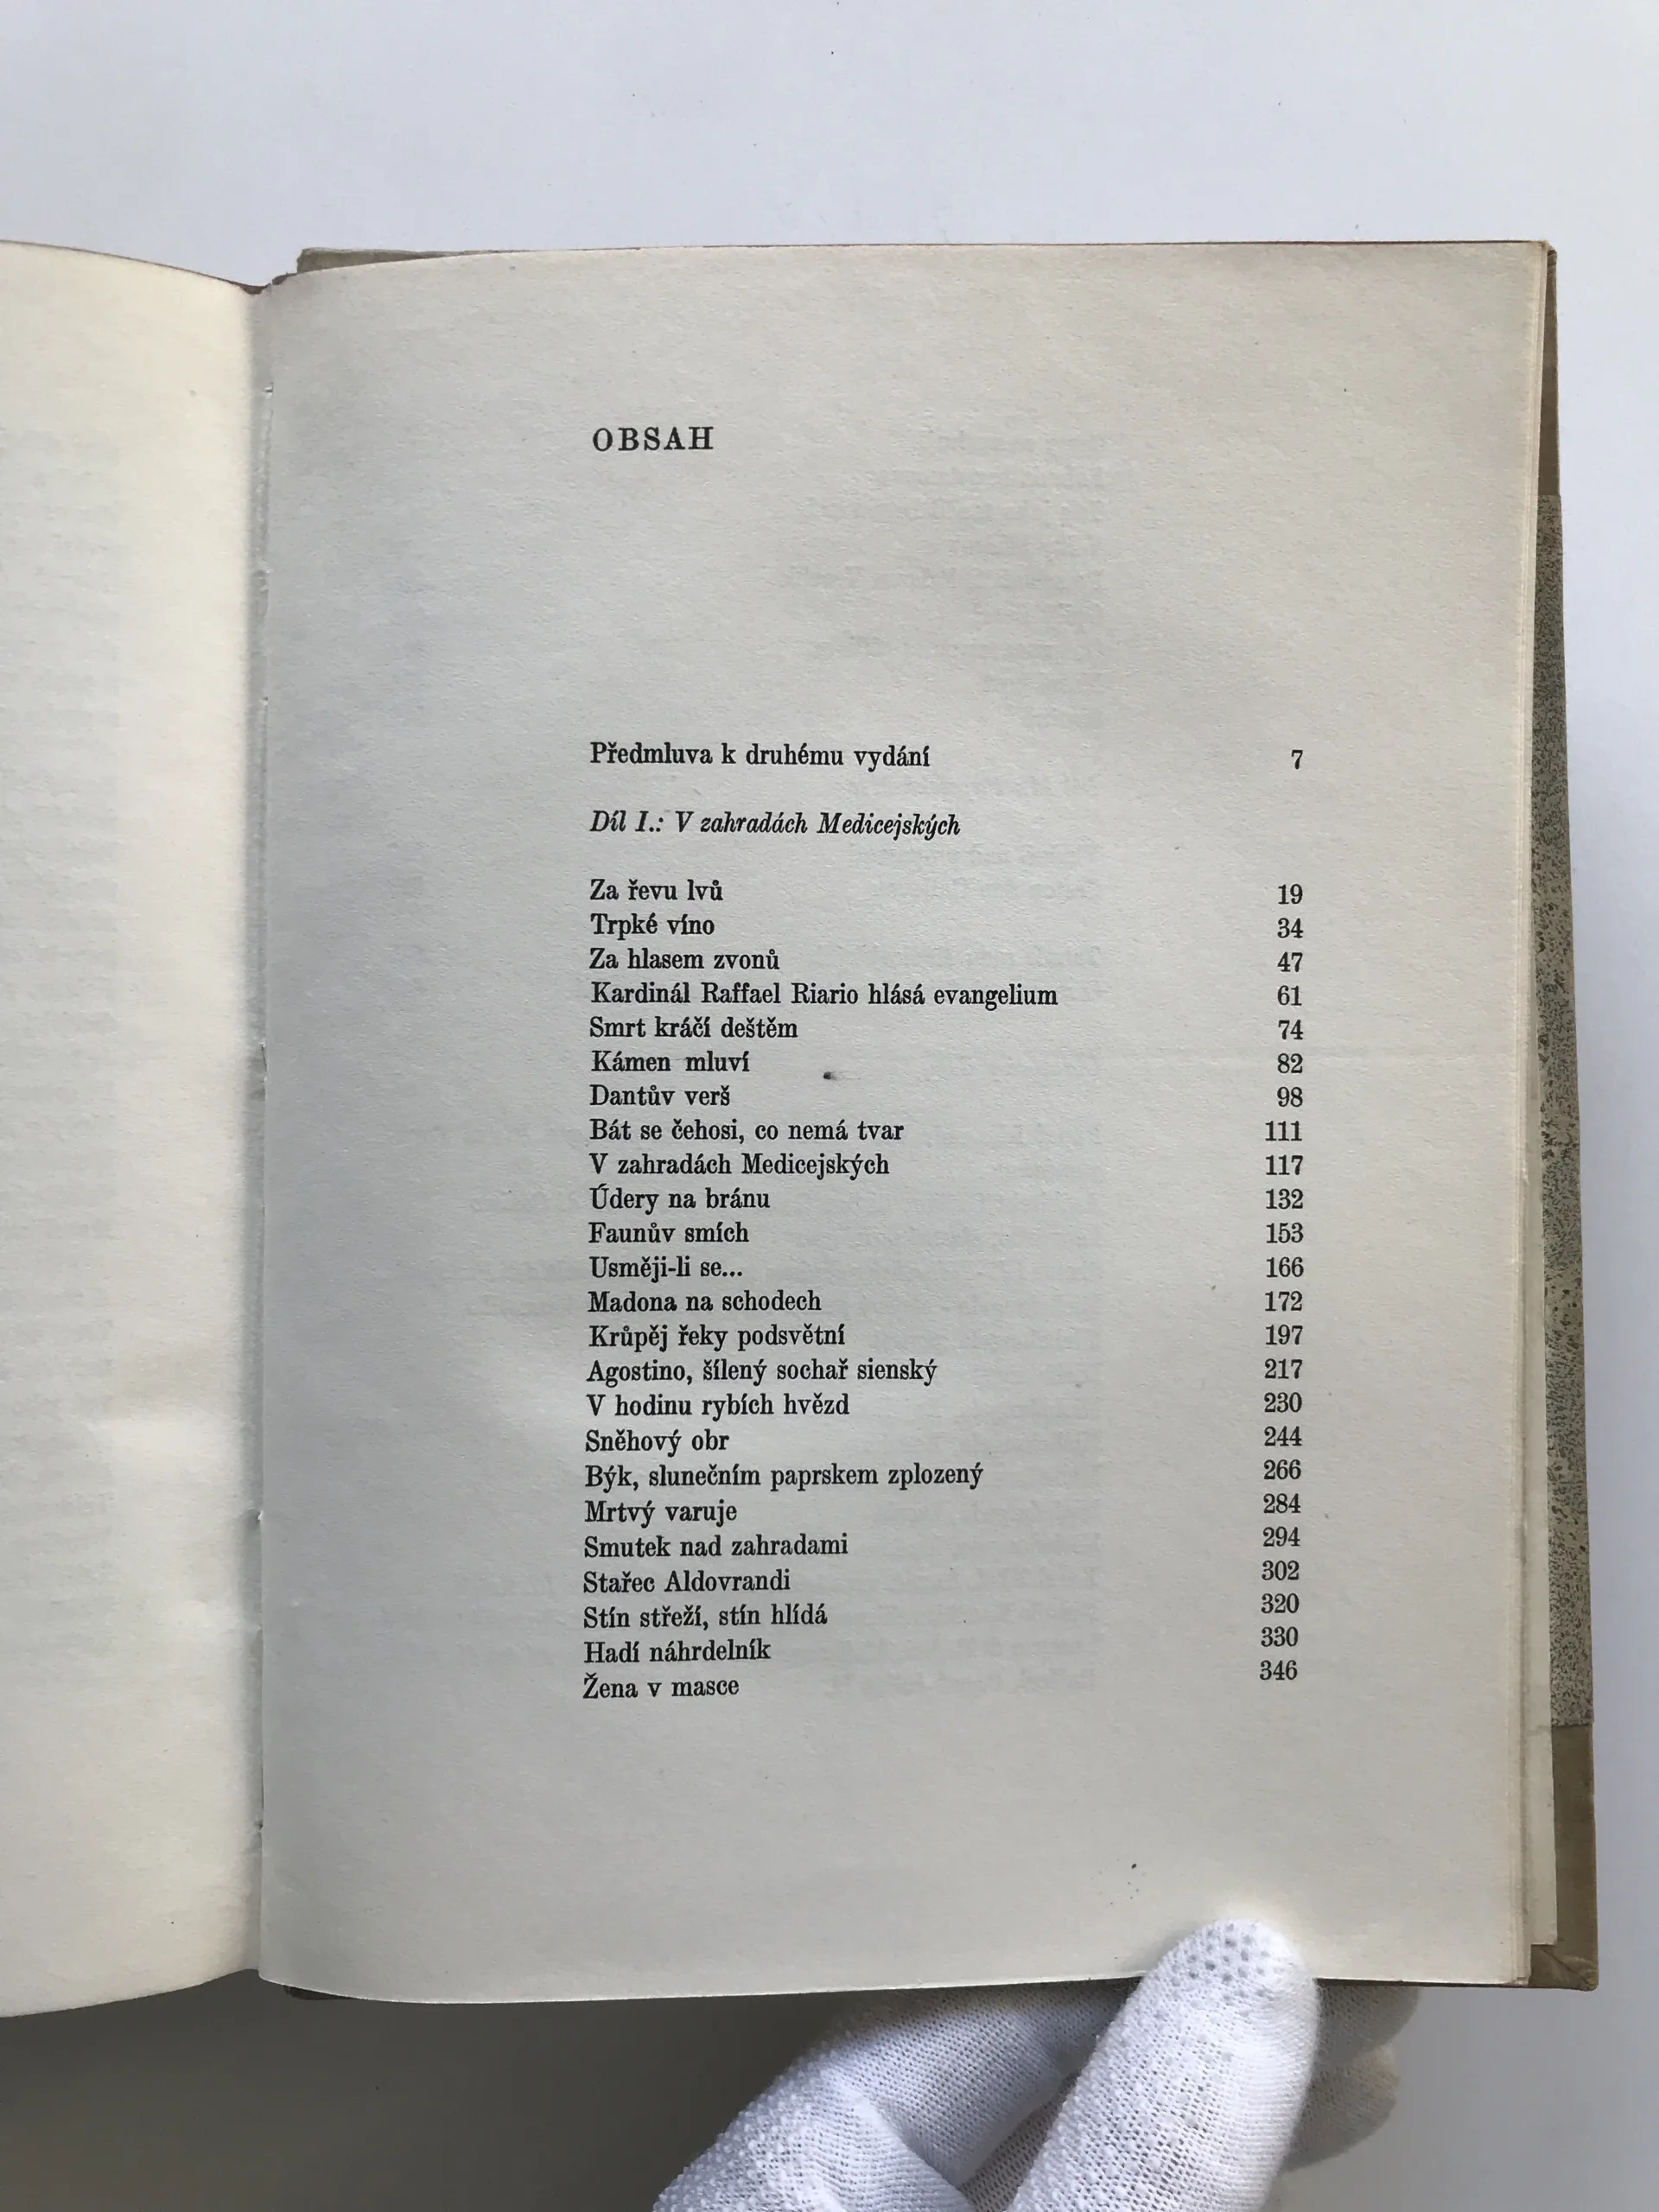 OBSAH
Předmluva k druhému vydání 7
Díl I.: V zahradách Medicejských
Za řevu lvů 19
Trpké víno 34
Za hlasem zvonů 47
Kardinál Raffael Riario hlásá evangelium 61
Smrt kráčí deštěm 74
Kámen mluví 82
Dantův verš 98
Bát se čehosi, co nemá tvar 111
V zahradách Medicejských 117
Údery na bránu 132
Faunův smích 153
Usměji-li se... 166
Madona na schodech 172
Krůpěj řeky podsvětní 197
Agostino, šílený sochař sienský 217
V hodinu rybích hvězd 230
Sněhový obr 244
Býk, slunečním paprskem zplozený 266
Mrtvý varuje 284
Smutek nad zahradami 294
Stařec Aldovrandi 302
Stín střeží, stín hlídá 320
Hadí náhrdelník 330
Žena v masce 346